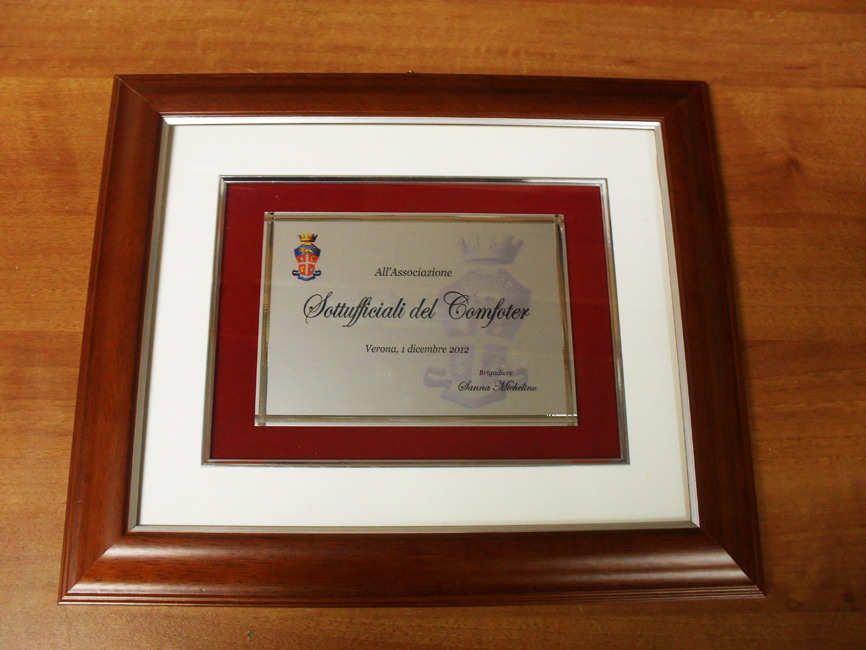 All'Associazione
Sottufficiali del Comfoter
Verona, 1 dicembre 2012
Brigadiere
Sanna Michelino